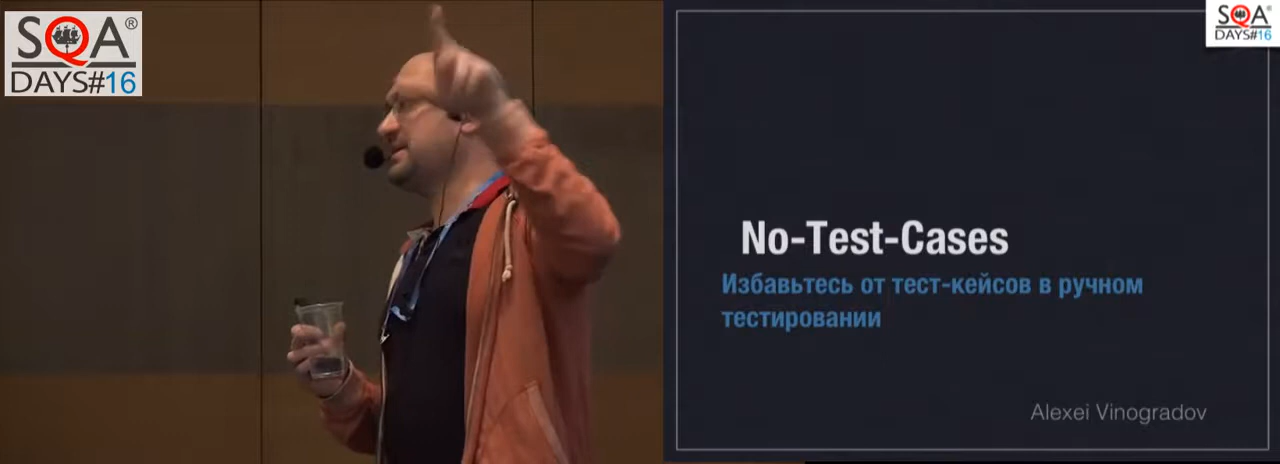 SQA®
DAYS#16
SQA®
DAYS#16
No-Test-Cases
Избавьтесь от тест-кейсов в ручном
тестировании
Alexei Vinogradov